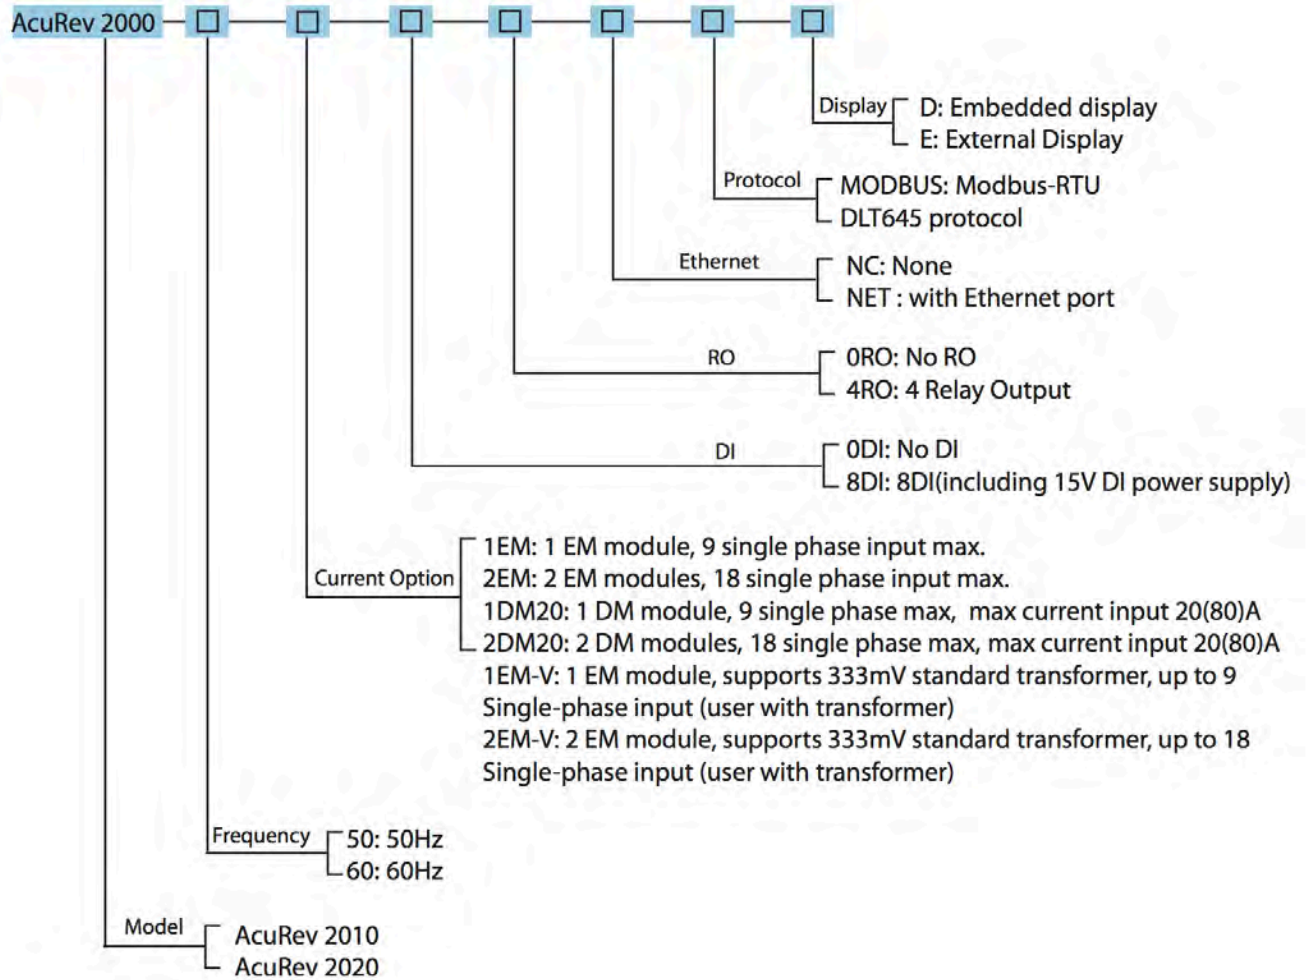 AcuRev 2000
Display
D: Embedded display
E: External Display
Protocol
MODBUS: Modbus-RTU
DLT645 protocol
Ethernet
NC: None
NET : with Ethernet port
RO
0RO: No RO
4RO: 4 Relay Output
DI
0DI: No DI
8DI: 8DI(including 15V DI power supply)
Current Option
1EM: 1 EM module, 9 single phase input max.
2EM: 2 EM modules, 18 single phase input max.
1DM20: 1 DM module, 9 single phase max, max current input 20(80)A
2DM20: 2 DM modules, 18 single phase max, max current input 20(80)A
1EM-V: 1 EM module, supports 333mV standard transformer, up to 9
Single-phase input (user with transformer)
2EM-V: 2 EM module, supports 333mV standard transformer, up to 18
Single-phase input (user with transformer)
Frequency
50: 50Hz
60: 60Hz
Model
AcuRev 2010
AcuRev 2020